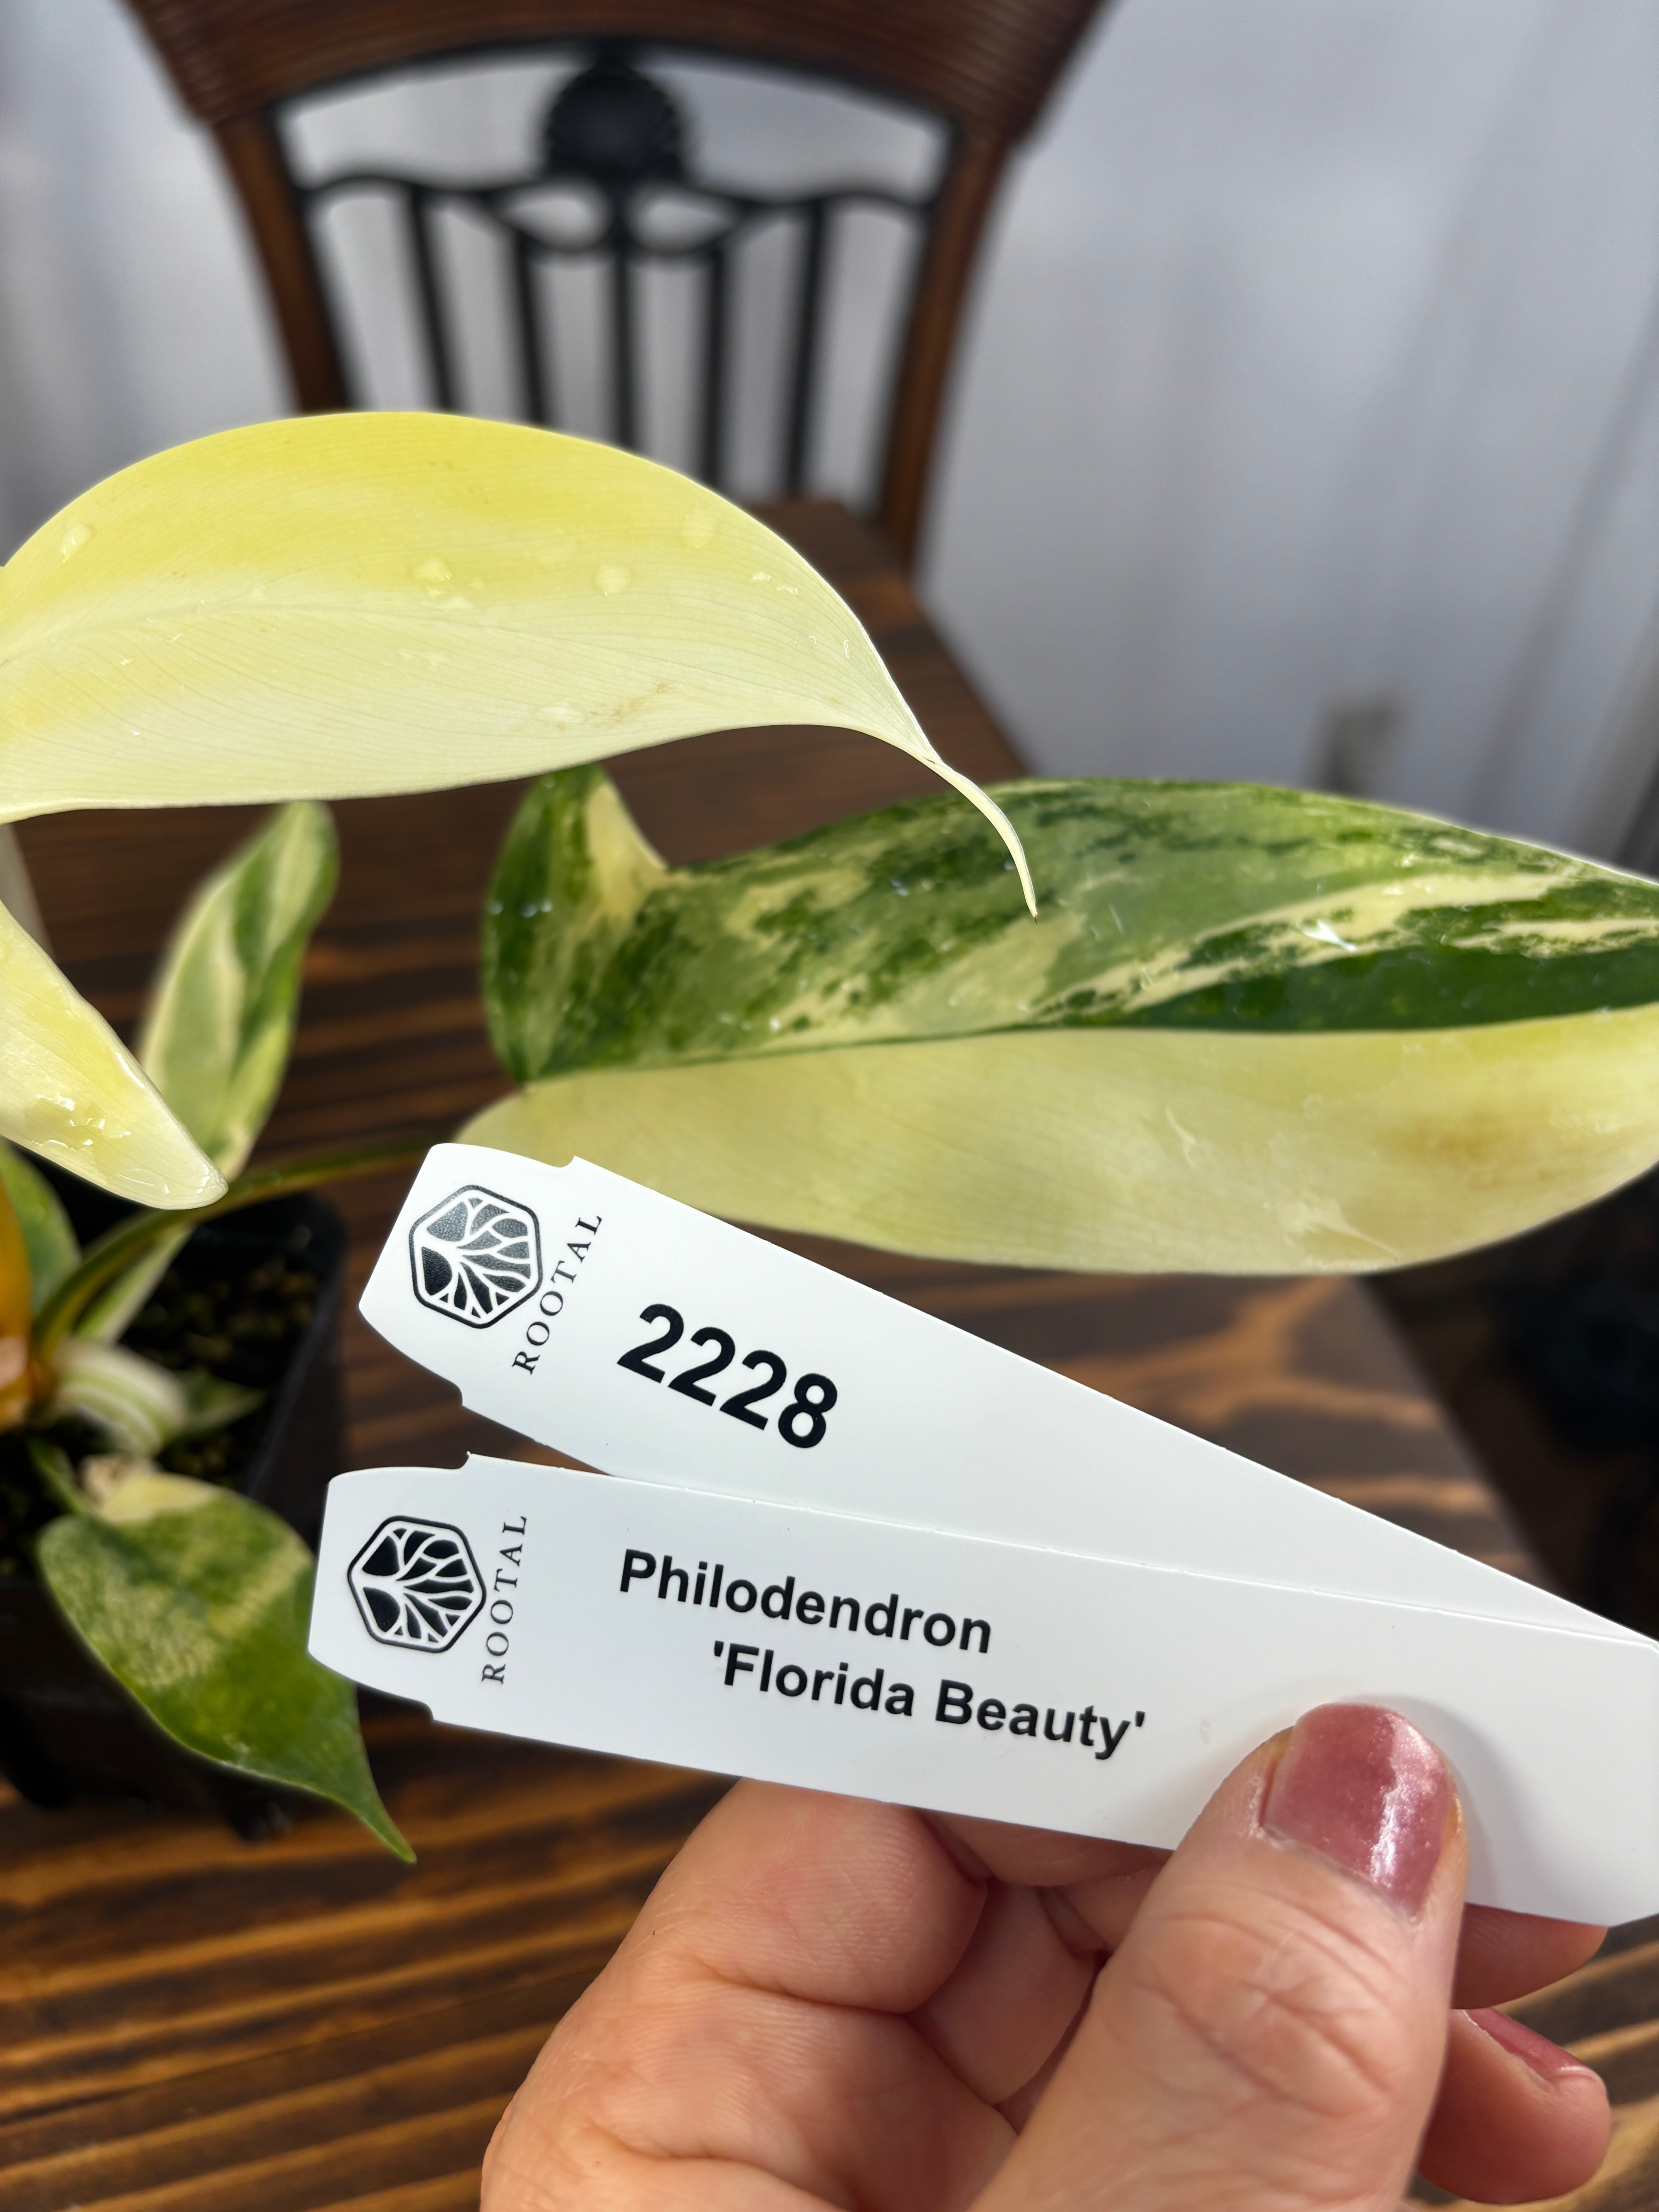 ROOTAL
2228
ROOTAL
Philodendron
'Florida Beauty'